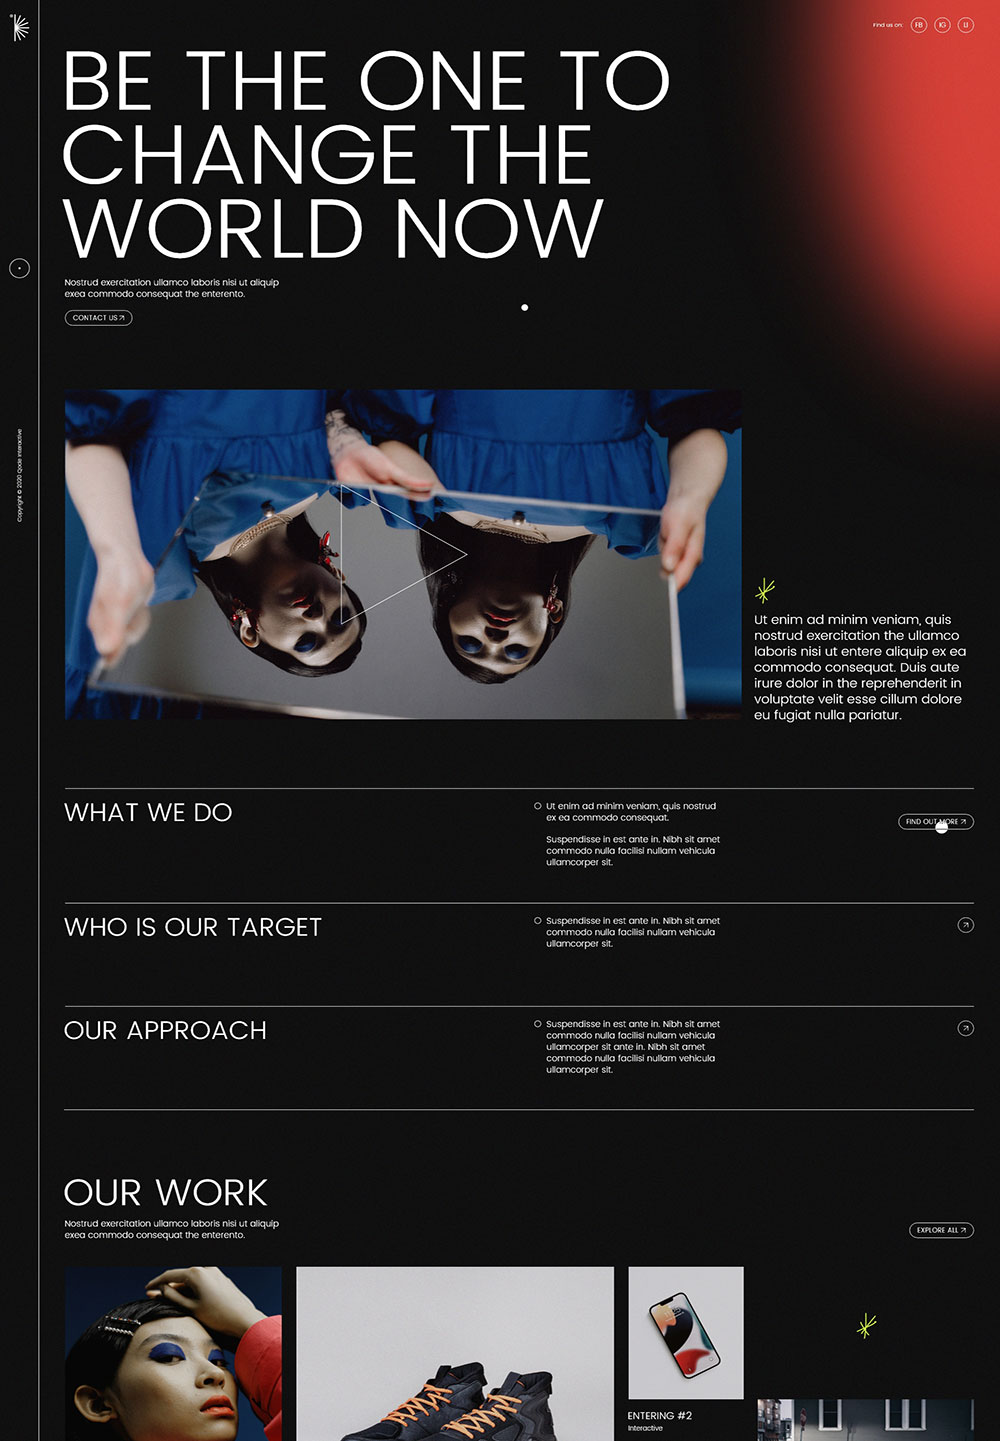 Find us on:
FB
IG
LI
BE THE ONE TO
CHANGE THE
WORLD NOW
Nostrud exercitation ullamco laboris nisi ut aliquip
exea commodo consequat the enterento.
CONTACT US
Copyright © 2020 Qode Interactive
Ut enim ad minim veniam, quis
nostrud exercitation the ullamco
laboris nisi ut entere aliquip ex ea
commodo consequat. Duis aute
irure dolor in the reprehenderit in
voluptate velit esse cillum dolore
eu fugiat nulla pariatur.
WHAT WE DO
Ut enim ad minim veniam, quis nostrud
ex ea commodo consequat.
Suspendisse in est ante in. Nibh sit amet
commodo nulla facilisi nullam vehicula
ullamcorper sit.
FIND OUT MORE
WHO IS OUR TARGET
Suspendisse in est ante in. Nibh sit amet
commodo nulla facilisi nullam vehicula
ullamcorper sit.
OUR APPROACH
Suspendisse in est ante in. Nibh sit amet
commodo nulla facilisi nullam vehicula
ullamcorper sit ante in. Nibh sit amet
commodo nulla facilisi nullam vehicula
ullamcorper sit.
OUR WORK
Nostrud exercitation ullamco laboris nisi ut aliquip
exea commodo consequat the enterento.
EXPLORE ALL
ENTERING #2
Interactive